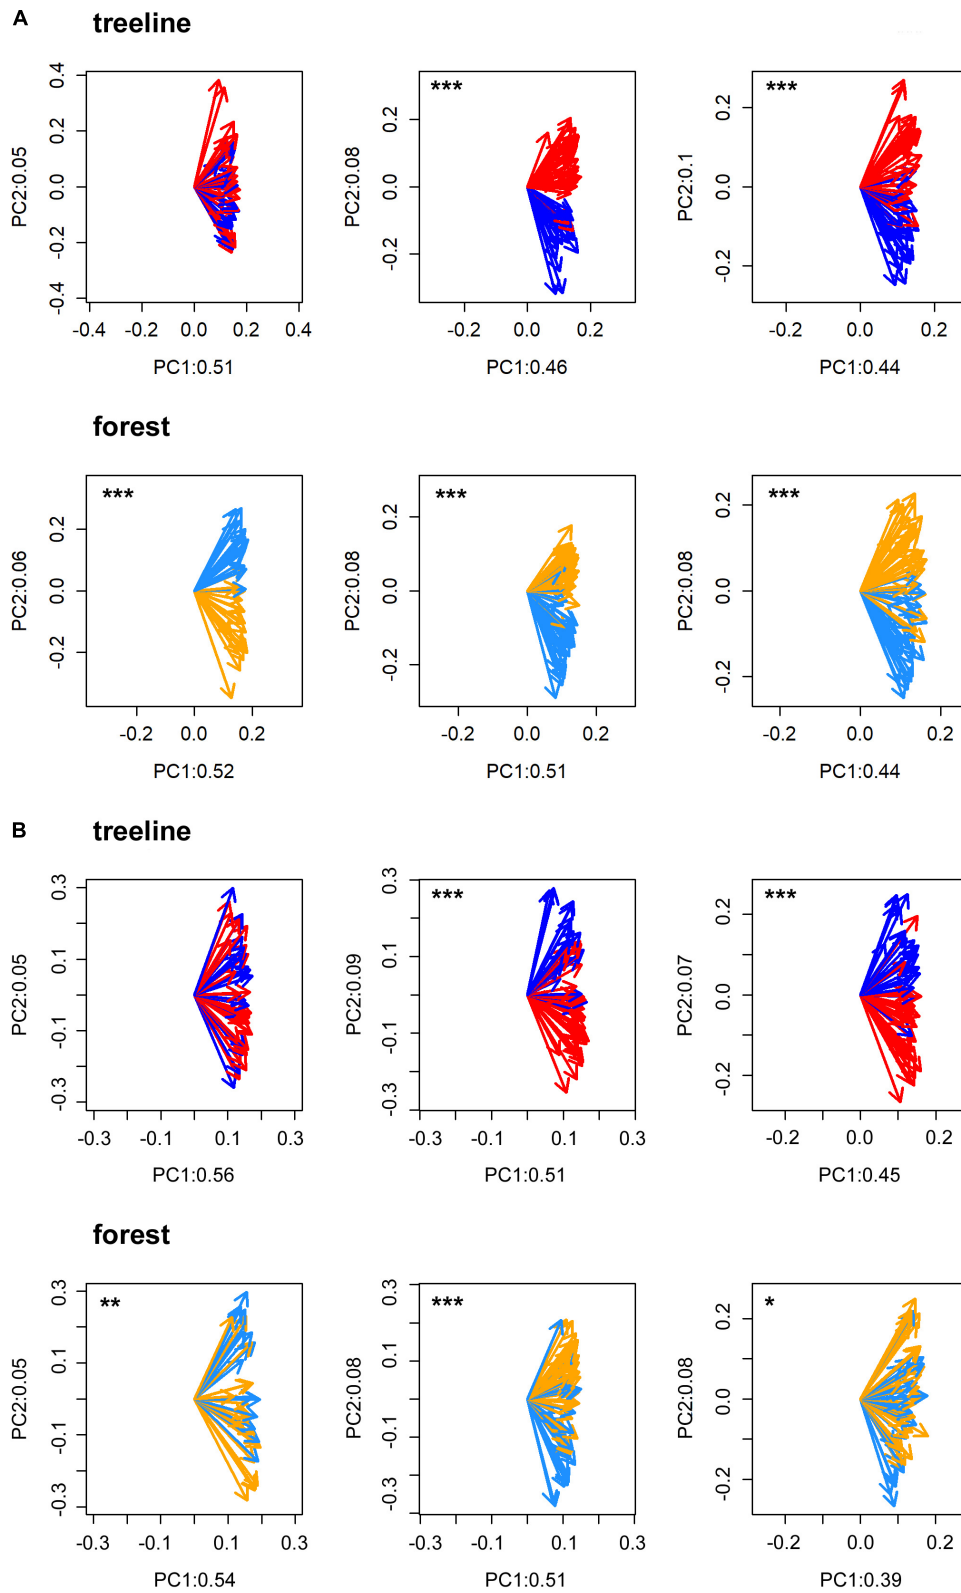 A
treeline
0.4
0.2
0.0
-0.2
-0.4
PC2:0.05
-0.4 -0.2 0.0 0.2 0.4
PC1:0.51
***
0.2
0.0
-0.2
PC2:0.08
-0.2 0.0 0.2
PC1:0.46
***
0.2
0.0
-0.2
PC2:0.1
-0.2 0.0 0.2
PC1:0.44
forest
***
0.2
0.0
-0.2
PC2:0.06
-0.2 0.0 0.2
PC1:0.52
***
0.2
0.0
-0.2
PC2:0.08
-0.2 0.0 0.2
PC1:0.51
***
0.2
0.0
-0.2
PC2:0.08
-0.2 0.0 0.2
PC1:0.44
B
treeline
0.3
0.1
-0.1
-0.3
PC2:0.05
-0.3 -0.1 0.1 0.3
PC1:0.56
***
0.3
0.1
-0.1
-0.3
PC2:0.09
-0.3 -0.1 0.1 0.3
PC1:0.51
***
0.2
0.0
-0.2
PC2:0.07
-0.2 0.0 0.2
PC1:0.45
forest
**
0.3
0.1
-0.1
-0.3
PC2:0.05
-0.3 -0.1 0.1 0.3
PC1:0.54
***
0.3
0.1
-0.1
-0.3
PC2:0.08
-0.3 -0.1 0.1 0.3
PC1:0.51
*
0.2
0.0
-0.2
PC2:0.08
-0.2 0.0 0.2
PC1:0.39